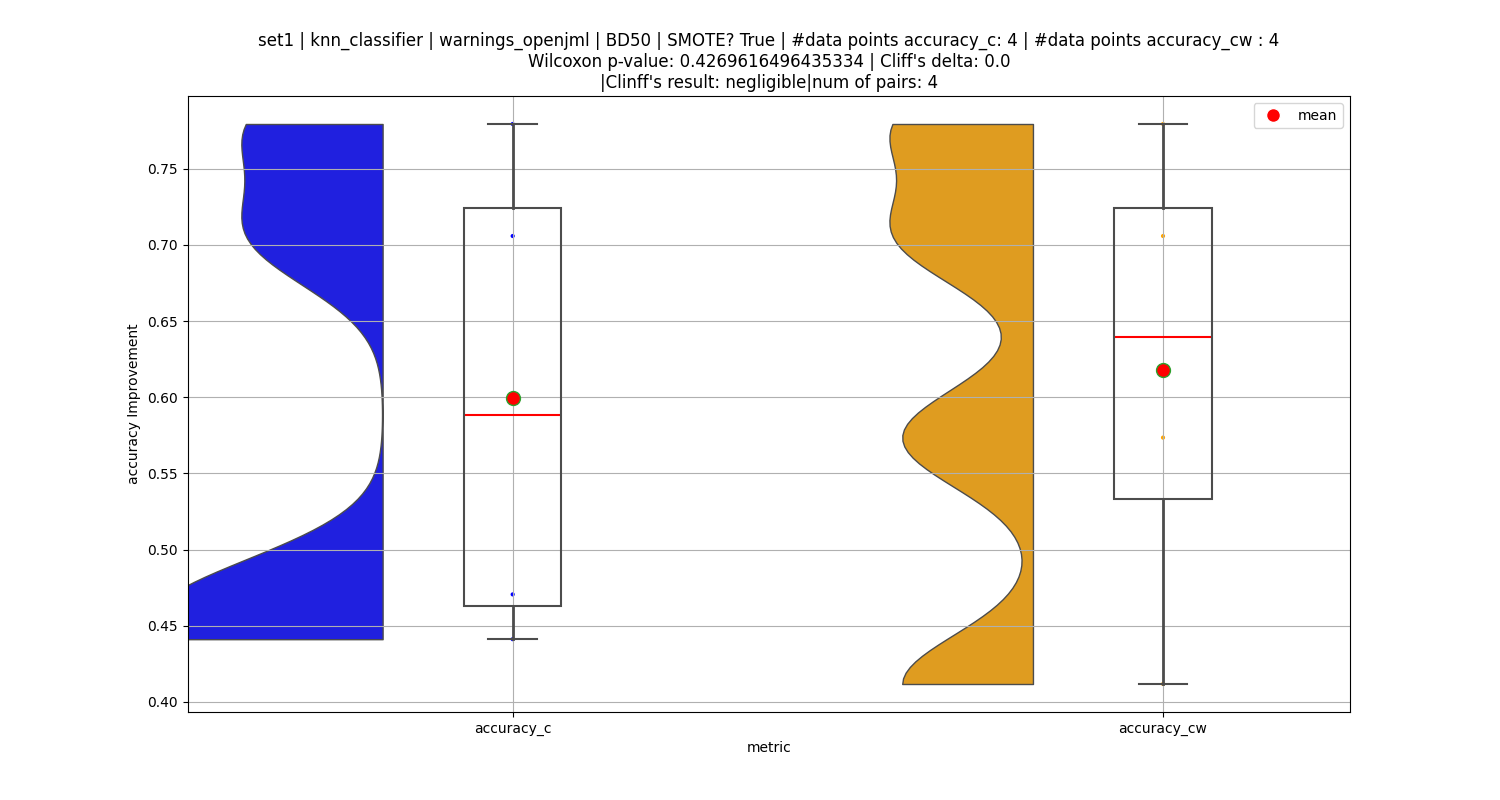 set1 | knn_classifier | warnings_openjml | BD50 | SMOTE? True | #data points accuracy_c: 4 | #data points accuracy_cw : 4
Wilcoxon p-value: 0.4269616496435334 | Cliff's delta: 0.0
|Clinff's result: negligible|num of pairs: 4
mean
0.75
0.70
0.65
0.60
0.55
0.50
0.45
0.40
accuracy Improvement
accuracy_c
accuracy_cw
metric